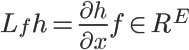 L_f h = \frac{\partial h}{\partial x} f \in R^E